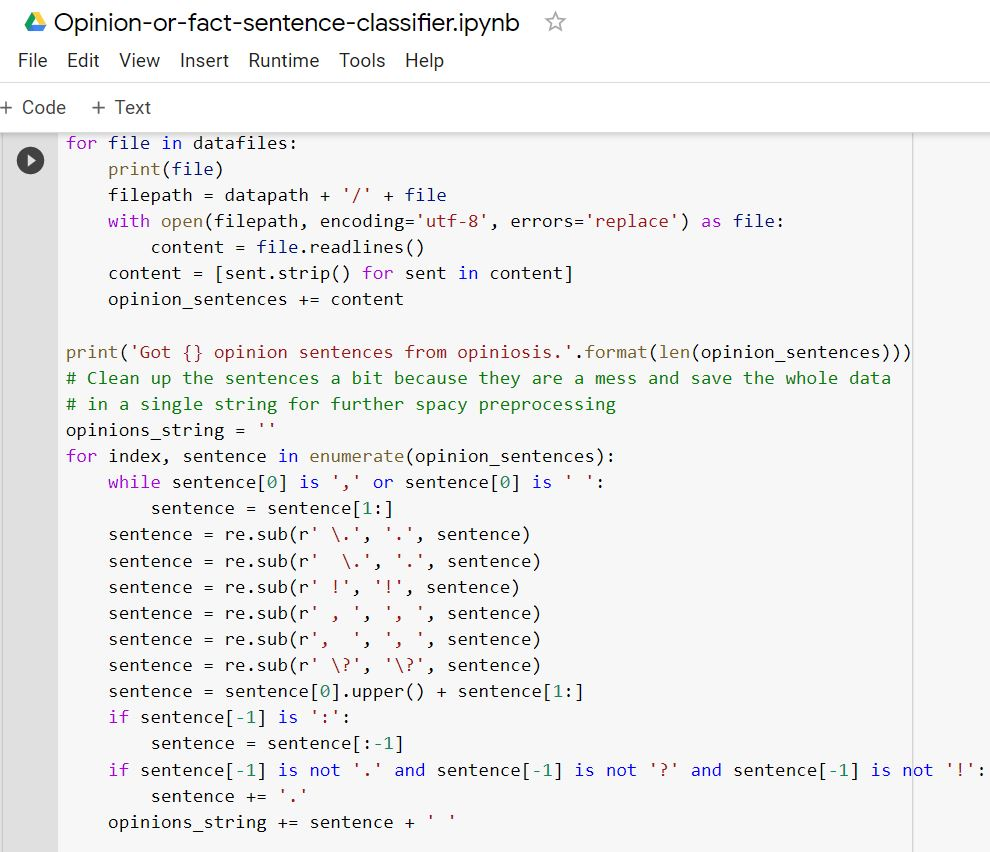 Opinion-or-fact-sentence-classifier.ipynb
File Edit View Insert Runtime Tools Help
+ Code + Text
for file in datafiles:
    print(file)
    filepath = datapath + '/' + file
    with open(filepath, encoding='utf-8', errors='replace') as file:
        content = file.readlines()
    content = [sent.strip() for sent in content]
    opinion_sentences += content

print('Got {} opinion sentences from opiniosis.'.format(len(opinion_sentences)))
# Clean up the sentences a bit because they are a mess and save the whole data
# in a single string for further spacy preprocessing
opinions_string = ''
for index, sentence in enumerate(opinion_sentences):
    while sentence[0] is ',' or sentence[0] is ' ':
        sentence = sentence[1:]
    sentence = re.sub(r' \.', '.', sentence)
    sentence = re.sub(r'  \.', '.', sentence)
    sentence = re.sub(r' !', '!', sentence)
    sentence = re.sub(r' , ', ', ', sentence)
    sentence = re.sub(r',  ', ', ', sentence)
    sentence = re.sub(r' \?', '\?', sentence)
    sentence = sentence[0].upper() + sentence[1:]
    if sentence[-1] is ':':
        sentence = sentence[:-1]
    if sentence[-1] is not '.' and sentence[-1] is not '?' and sentence[-1] is not '!':
        sentence += '.'
    opinions_string += sentence + ' '